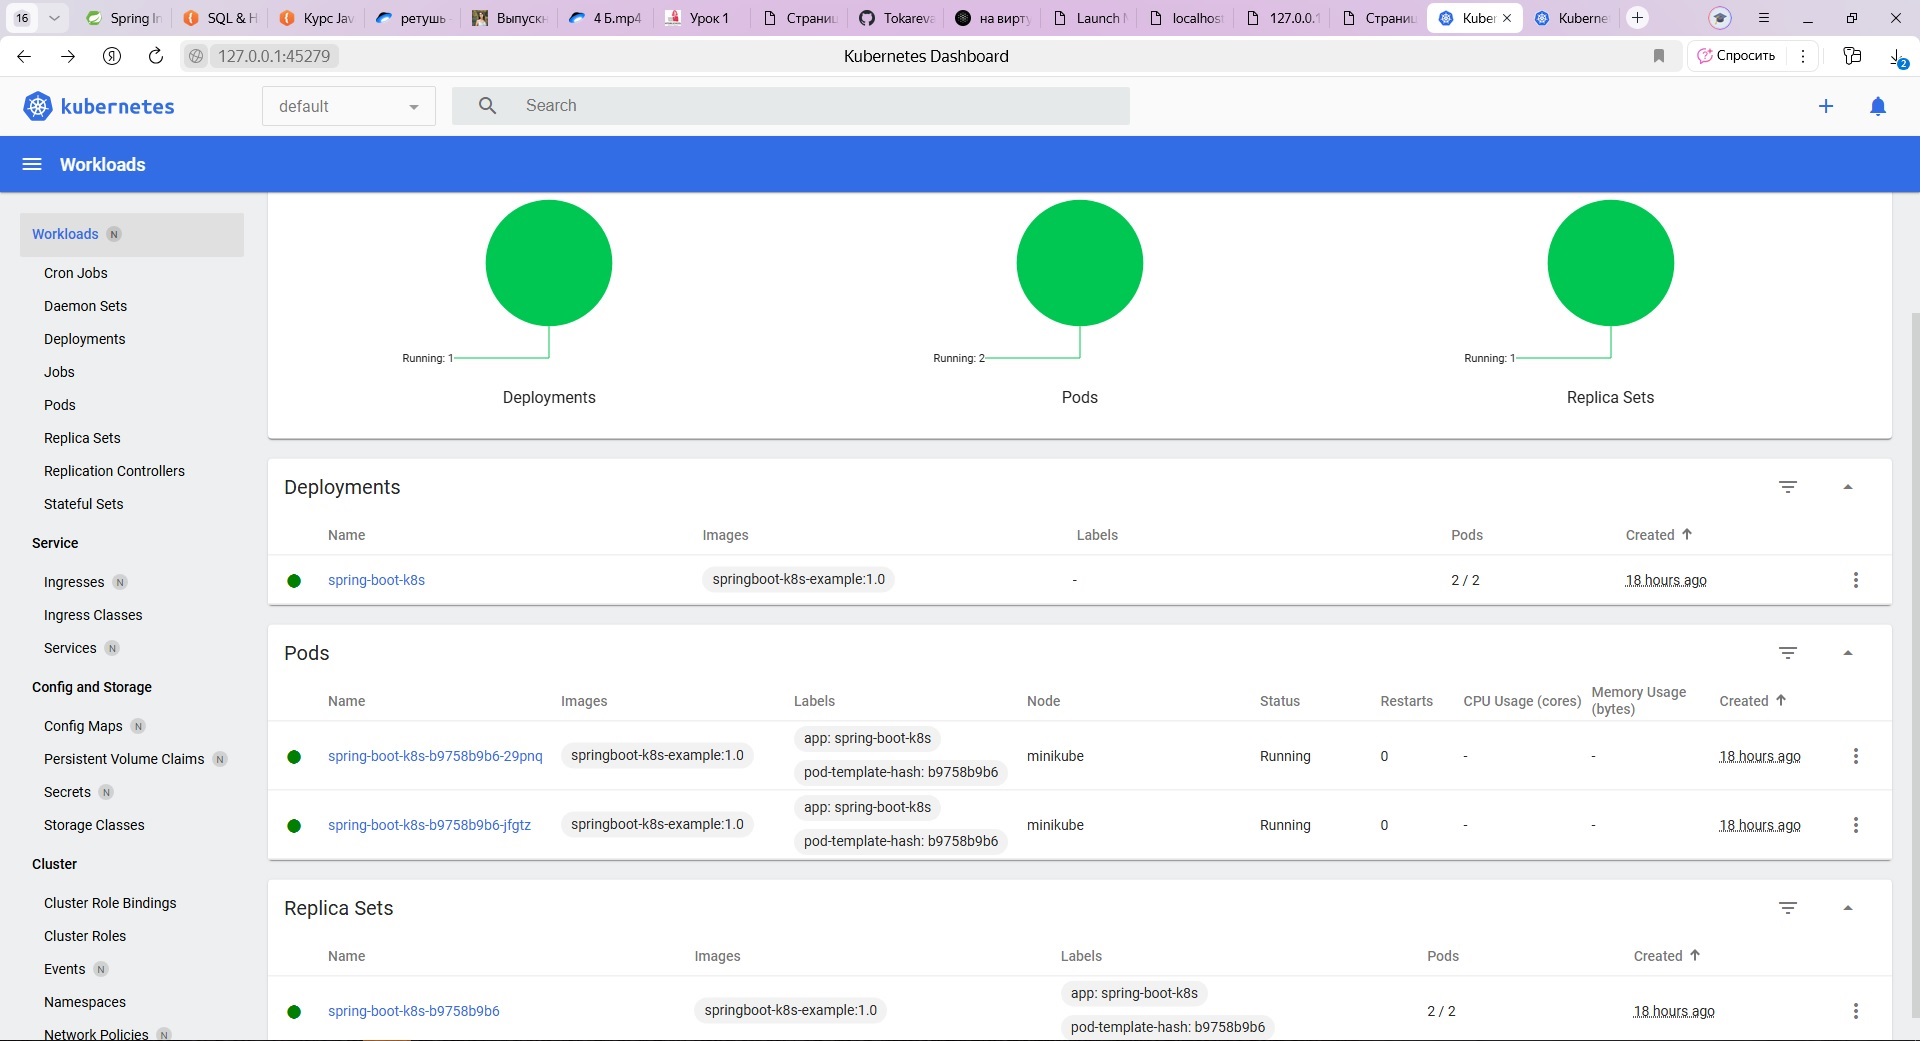 16
Spring In
SQL & H
Курс Jav
ретушь
Выпускн
4 Б.mp4
Урок 1
Страниц
Tokareva
на вирту
Launch M
localhos
127.0.0.1
Страниц
Kuber
Kuberne
127.0.0.1:45279
Kubernetes Dashboard
Спросить
2
kubernetes
default
Search
Workloads
Workloads N
Cron Jobs
Daemon Sets
Deployments
Jobs
Pods
Replica Sets
Replication Controllers
Stateful Sets
Service
Ingresses N
Ingress Classes
Services N
Config and Storage
Config Maps N
Persistent Volume Claims N
Secrets N
Storage Classes
Cluster
Cluster Role Bindings
Cluster Roles
Events N
Namespaces
Network Policies N
Running: 1
Running: 2
Running: 1
Deployments
Pods
Replica Sets
Deployments
Name Images Labels Pods Created
spring-boot-k8s springboot-k8s-example:1.0 - 2 / 2 18 hours ago
Pods
Name Images Labels Node Status Restarts CPU Usage (cores) Memory Usage (bytes) Created
spring-boot-k8s-b9758b9b6-29pnq springboot-k8s-example:1.0 app: spring-boot-k8s pod-template-hash: b9758b9b6 minikube Running 0 - - 18 hours ago
spring-boot-k8s-b9758b9b6-jfgtz springboot-k8s-example:1.0 app: spring-boot-k8s pod-template-hash: b9758b9b6 minikube Running 0 - - 18 hours ago
Replica Sets
Name Images Labels Pods Created
spring-boot-k8s-b9758b9b6 springboot-k8s-example:1.0 app: spring-boot-k8s pod-template-hash: b9758b9b6 2 / 2 18 hours ago